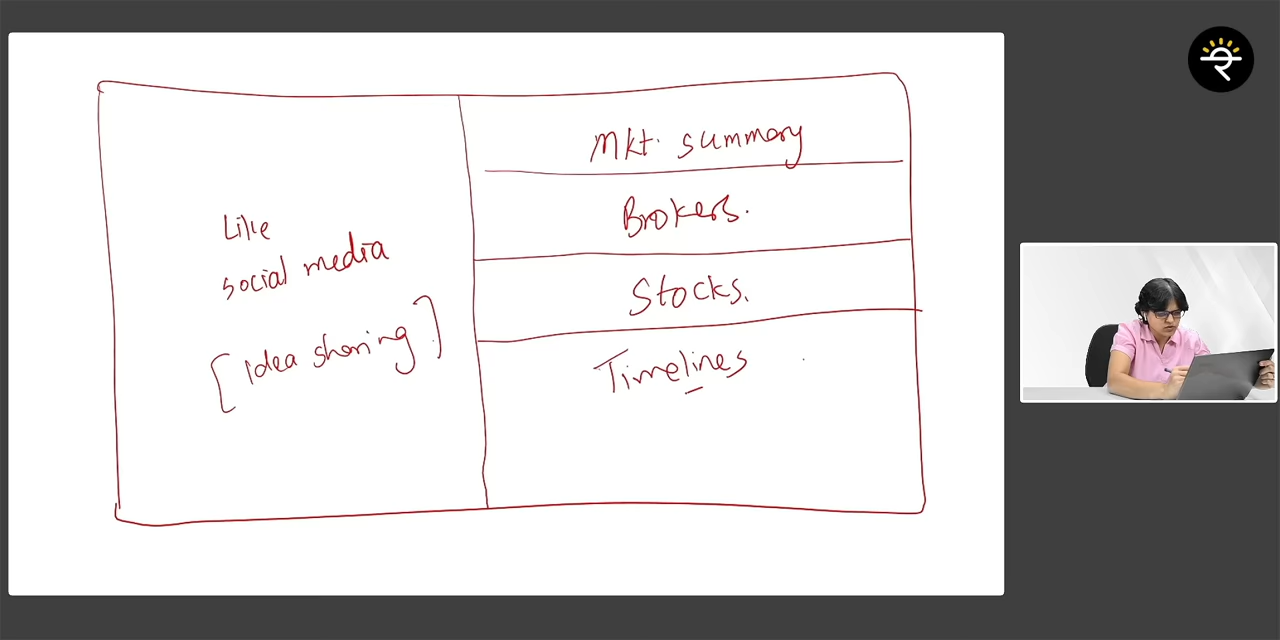 Like
social media
[idea sharing]
Mkt. summary
Brokers.
Stocks.
Timelines